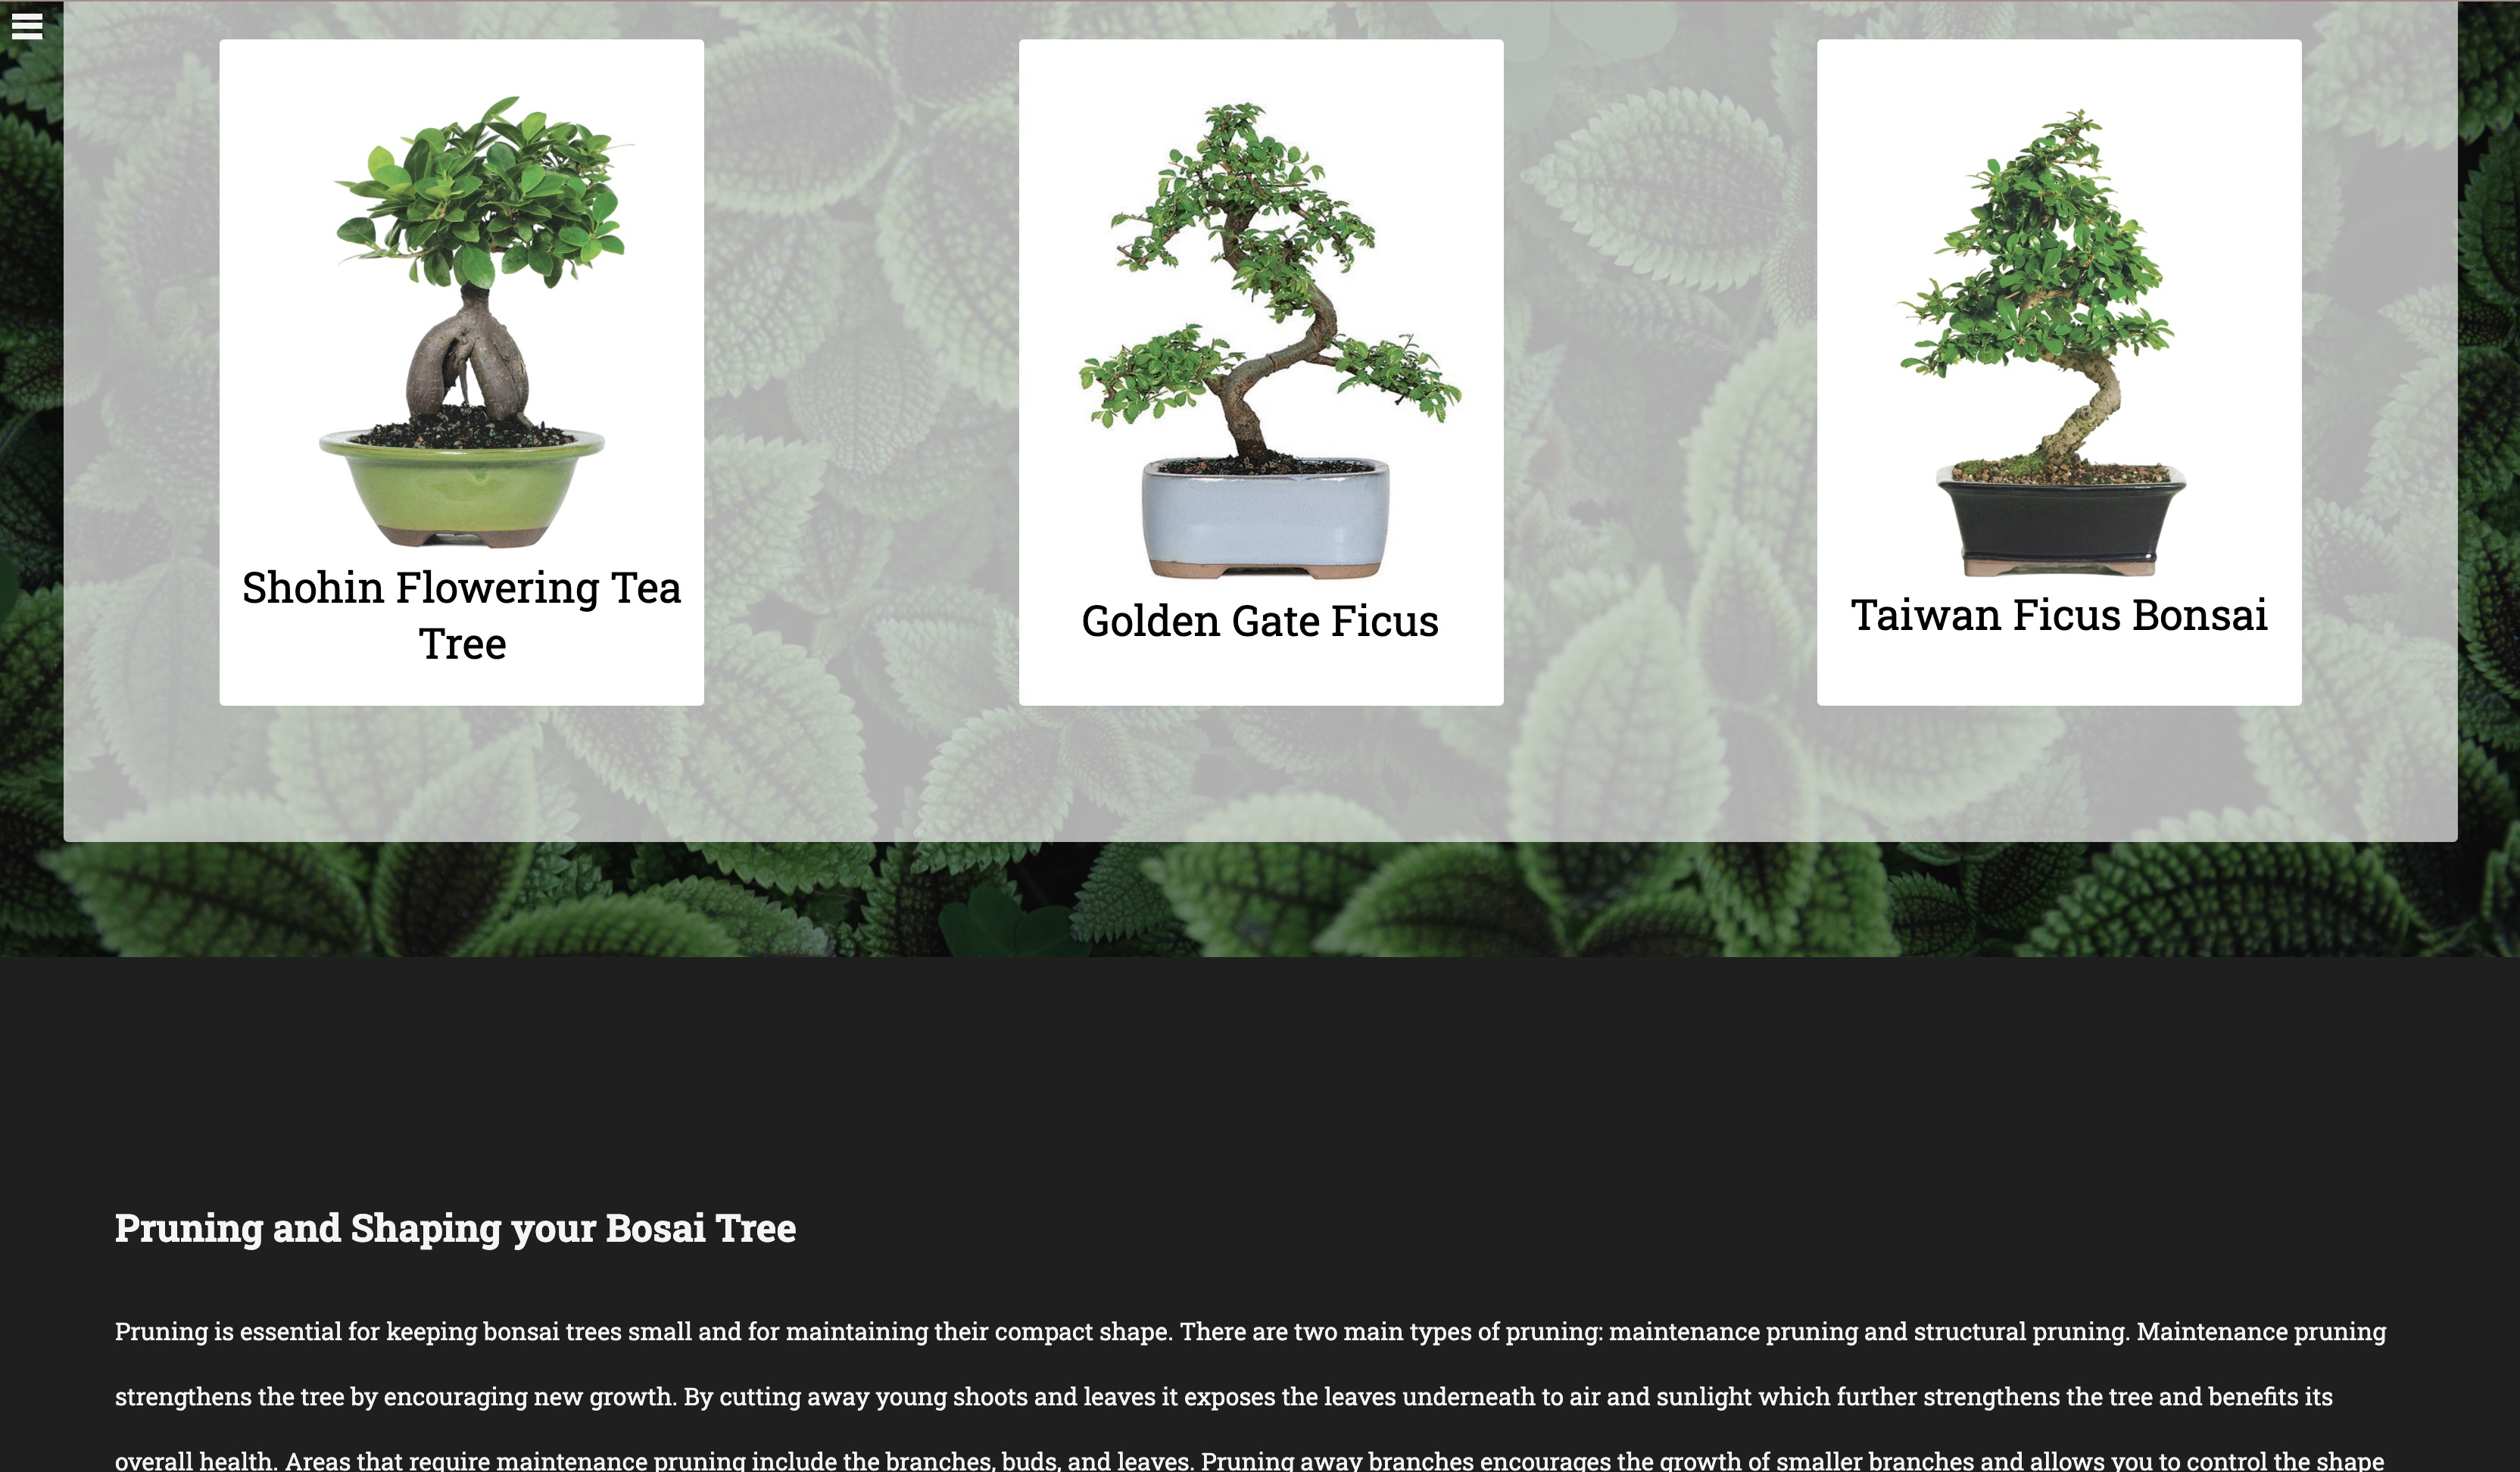 Shohin Flowering Tea
Tree
Golden Gate Ficus
Taiwan Ficus Bonsai
Pruning and Shaping your Bosai Tree
Pruning is essential for keeping bonsai trees small and for maintaining their compact shape. There are two main types of pruning: maintenance pruning and structural pruning. Maintenance pruning
strengthens the tree by encouraging new growth. By cutting away young shoots and leaves it exposes the leaves underneath to air and sunlight which further strengthens the tree and benefits its
overall health. Areas that require maintenance pruning include the branches, buds, and leaves. Pruning away branches encourages the growth of smaller branches and allows you to control the shape